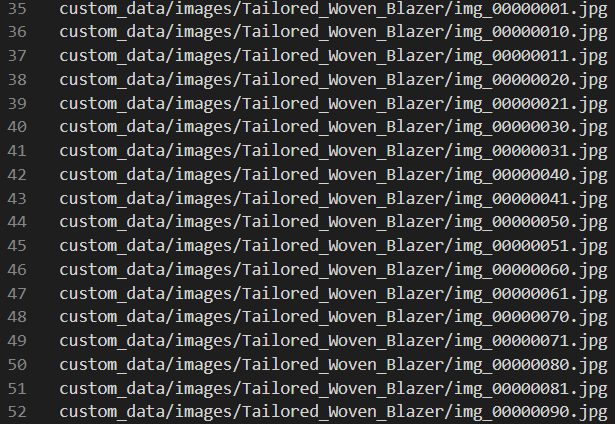 35 custom_data/images/Tailored_Woven_Blazer/img_00000001.jpg
36 custom_data/images/Tailored_Woven_Blazer/img_00000010.jpg
37 custom_data/images/Tailored_Woven_Blazer/img_00000011.jpg
38 custom_data/images/Tailored_Woven_Blazer/img_00000020.jpg
39 custom_data/images/Tailored_Woven_Blazer/img_00000021.jpg
40 custom_data/images/Tailored_Woven_Blazer/img_00000030.jpg
41 custom_data/images/Tailored_Woven_Blazer/img_00000031.jpg
42 custom_data/images/Tailored_Woven_Blazer/img_00000040.jpg
43 custom_data/images/Tailored_Woven_Blazer/img_00000041.jpg
44 custom_data/images/Tailored_Woven_Blazer/img_00000050.jpg
45 custom_data/images/Tailored_Woven_Blazer/img_00000051.jpg
46 custom_data/images/Tailored_Woven_Blazer/img_00000060.jpg
47 custom_data/images/Tailored_Woven_Blazer/img_00000061.jpg
48 custom_data/images/Tailored_Woven_Blazer/img_00000070.jpg
49 custom_data/images/Tailored_Woven_Blazer/img_00000071.jpg
50 custom_data/images/Tailored_Woven_Blazer/img_00000080.jpg
51 custom_data/images/Tailored_Woven_Blazer/img_00000081.jpg
52 custom_data/images/Tailored_Woven_Blazer/img_00000090.jpg